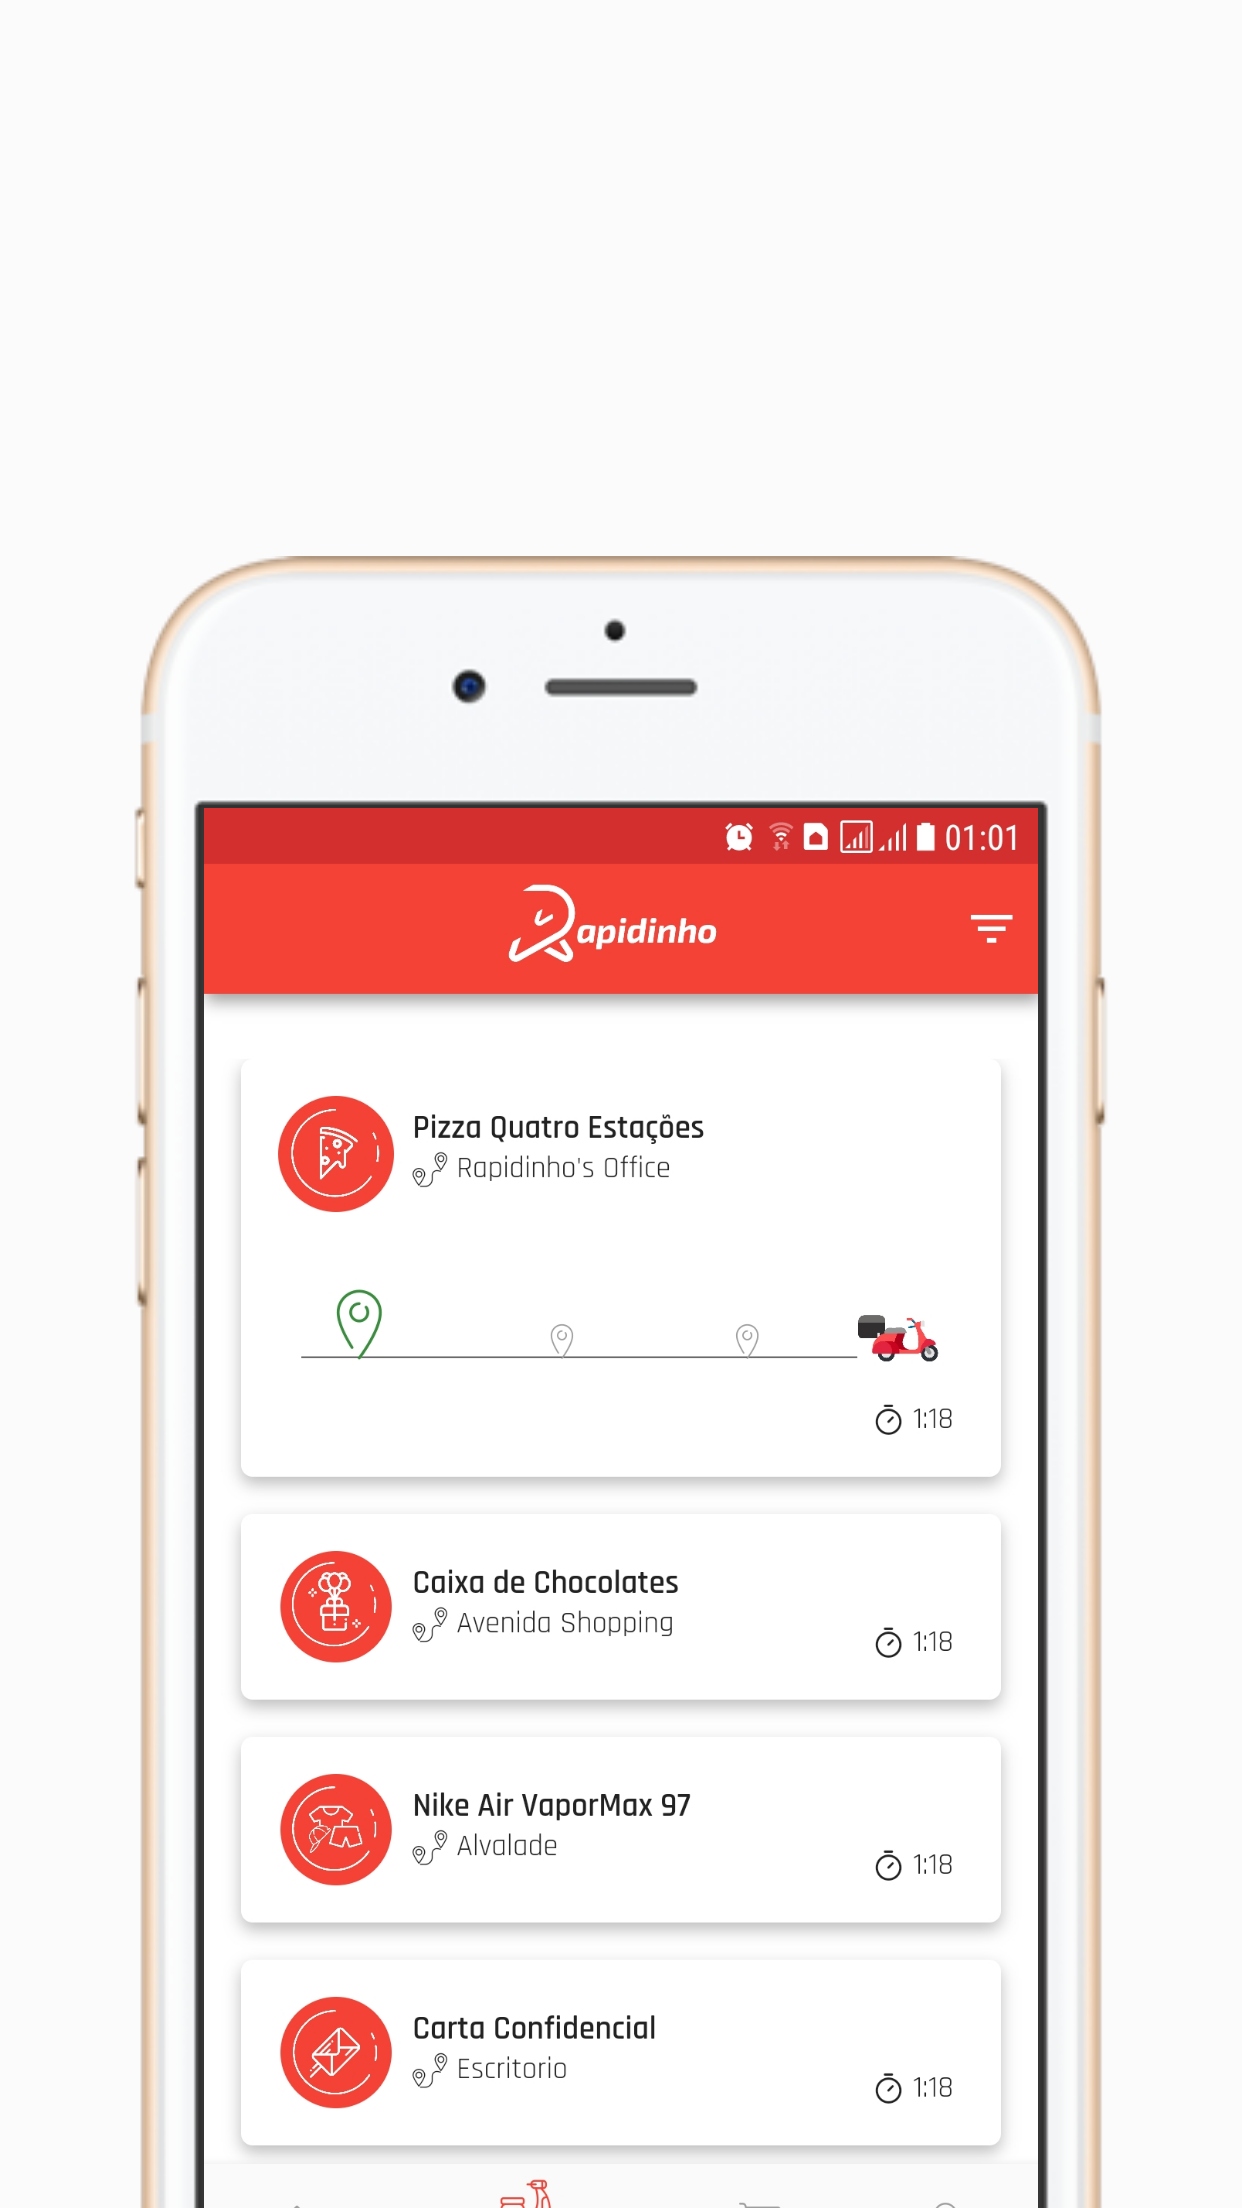 01:01
Rapidinho
Pizza Quatro Estações
Rapidinho's Office
1:18
Caixa de Chocolates
Avenida Shopping
1:18
Nike Air VaporMax 97
Alvalade
1:18
Carta Confidencial
Escritorio
1:18